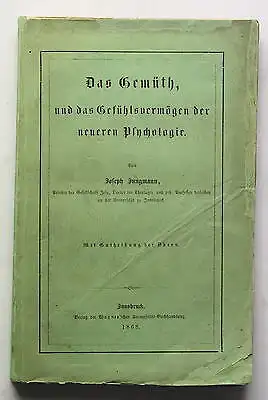 Das Gemüth,
und das Gefühlsvermögen der
neueren Psychologie.
Von
Joseph Jungmann,
Priester der Gesellschaft Jesu, Doctor der Theologie und ord. Professor derselben
an der Universität zu Innsbruck.
Mit Gutheißung der Obern.
Innsbruck.
Verlag der Wagner'schen Universitäts-Buchhandlung.
1868.